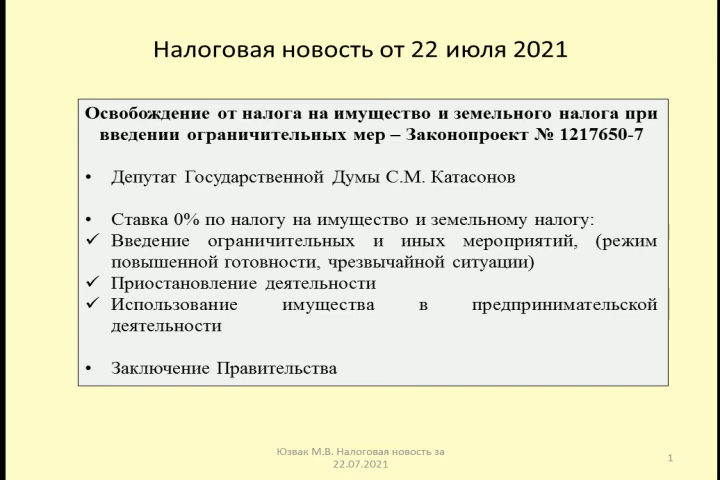 Налоговая новость от 22 июля 2021
Освобождение от налога на имущество и земельного налога при
введении ограничительных мер – Законопроект № 1217650-7
• Депутат Государственной Думы С.М. Катасонов
• Ставка 0% по налогу на имущество и земельному налогу:
✓ Введение ограничительных и иных мероприятий, (режим
повышенной готовности, чрезвычайной ситуации)
✓ Приостановление деятельности
✓ Использование имущества в предпринимательской
деятельности
• Заключение Правительства
Юзвак М.В. Налоговая новость за
22.07.2021
1